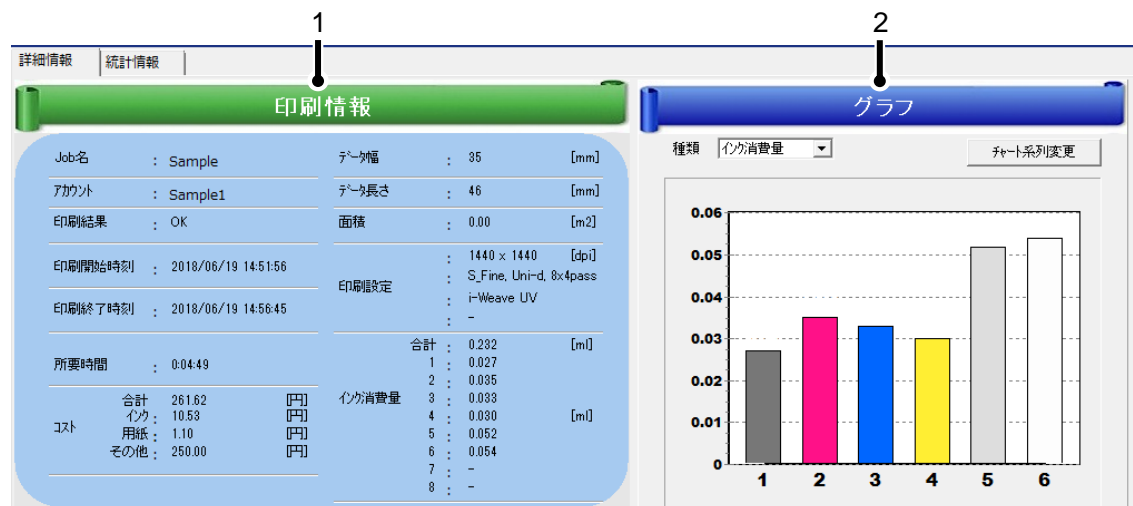 1
2
詳細情報
統計情報
印刷情報
Job名 : Sample
アカウント : Sample1
印刷結果 : OK
印刷開始時刻 : 2018/06/19 14:51:56
印刷終了時刻 : 2018/06/19 14:56:45
所要時間 : 0:04:49
コスト
合計 261.62 [円]
インク : 10.53 [円]
用紙 : 1.10 [円]
その他 : 250.00 [円]
データ幅 : 35 [mm]
データ長さ : 46 [mm]
面積 : 0.00 [m2]
印刷設定
: 1440 x 1440 [dpi]
: S_Fine, Uni-d, 8x4pass
: i-Weave UV
: -
インク消費量
合計 : 0.232 [ml]
1 : 0.027
2 : 0.035
3 : 0.033
4 : 0.030 [ml]
5 : 0.052
6 : 0.054
7 : -
8 : -
グラフ
種類 インク消費量
チャート系列変更
0.06
0.05
0.04
0.03
0.02
0.01
0
1 2 3 4 5 6